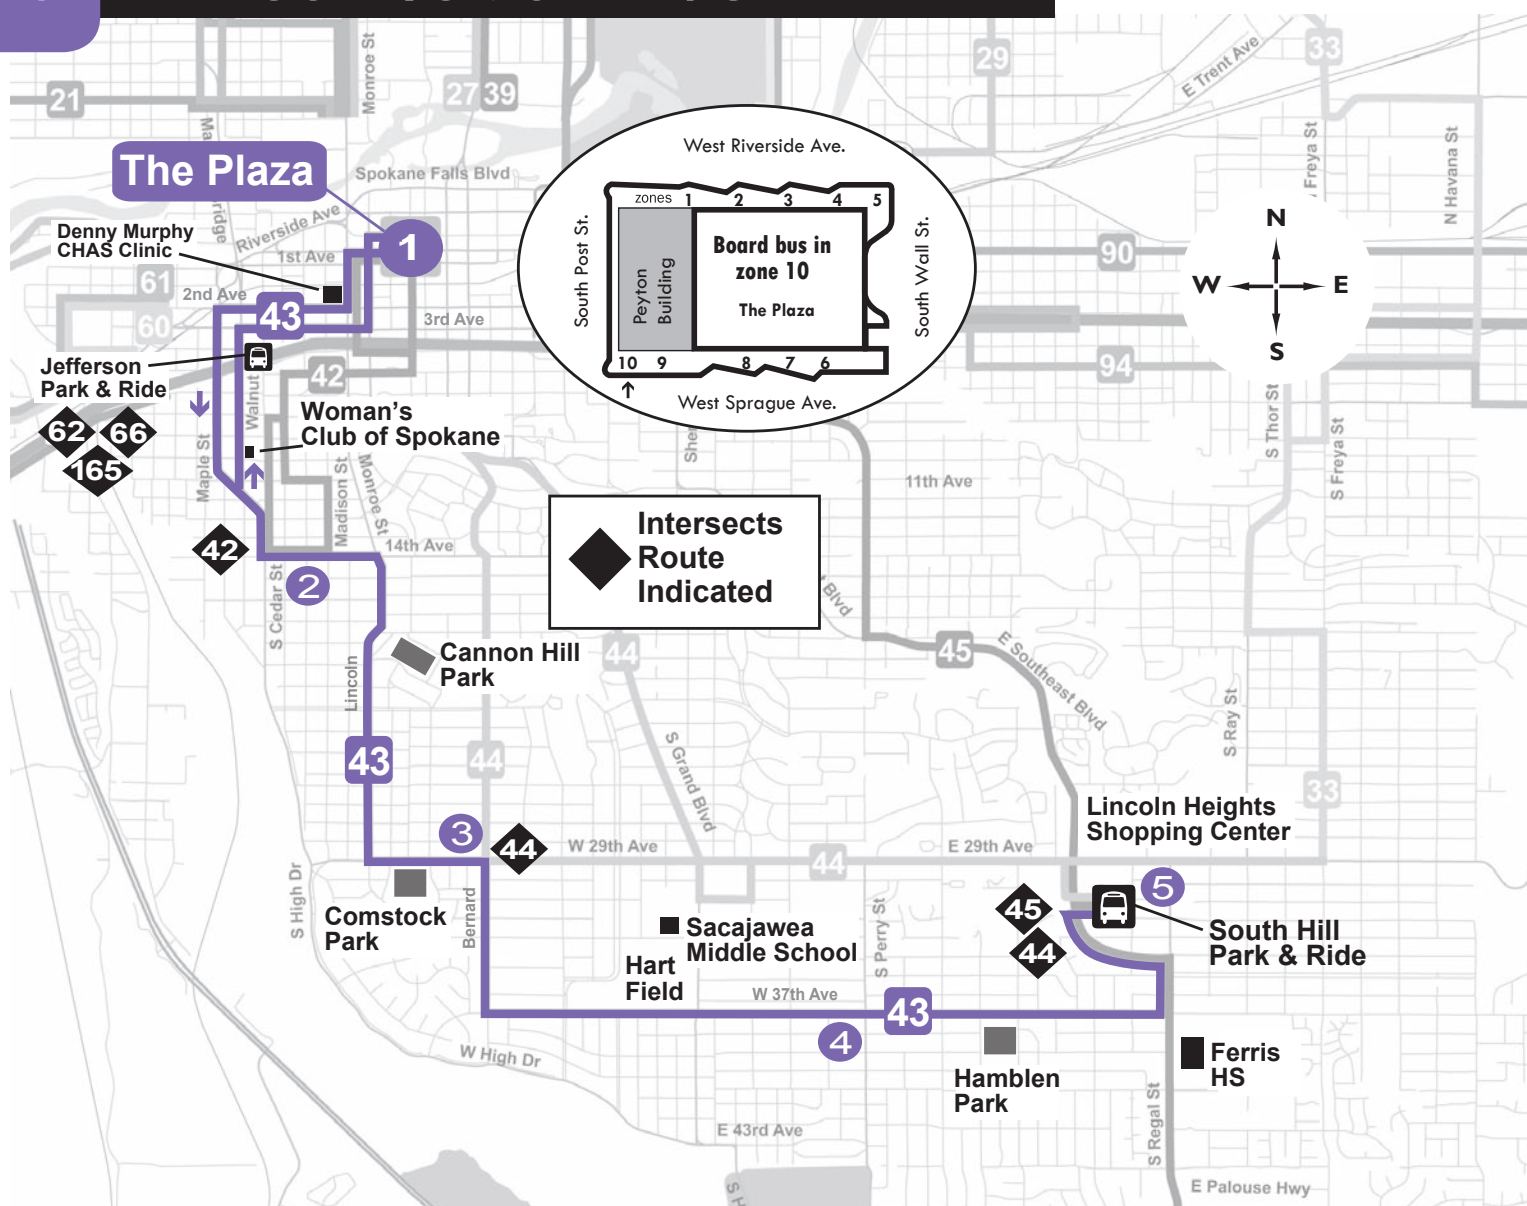 21
Monroe St
27
39
29
33
E Trent Ave
Freya St
N Havana St
The Plaza
Spokane Falls Blvd
Riverside Ave
1st Ave
1
Denny Murphy
CHAS Clinic
61
2nd Ave
43
60
3rd Ave
Jefferson
Park & Ride
62
66
165
Walnut
42
Woman's
Club of Spokane
Maple St
Madison St
Monroe St
14th Ave
42
2
S Cedar St
West Riverside Ave.
zones
1
2
3
4
5
South Post St.
Peyton
Building
Board bus in
zone 10
The Plaza
South Wall St.
10
9
8
7
6
West Sprague Ave.
90
94
N
W
E
S
S Thor St
S Freya St
11th Ave
Intersects
Route
Indicated
Blvd
Cannon Hill
Park
44
45
E Southeast Blvd
Lincoln
43
44
S Grand Blvd
S Ray St
33
Lincoln Heights
Shopping Center
3
44
W 29th Ave
44
E 29th Ave
5
S High Dr
Comstock
Park
Bernard
Sacajawea
Middle School
Hart
Field
S Perry St
45
44
South Hill
Park & Ride
W 37th Ave
43
4
W High Dr
Hamblen
Park
Ferris
HS
E 43rd Ave
S Regal St
E Palouse Hwy